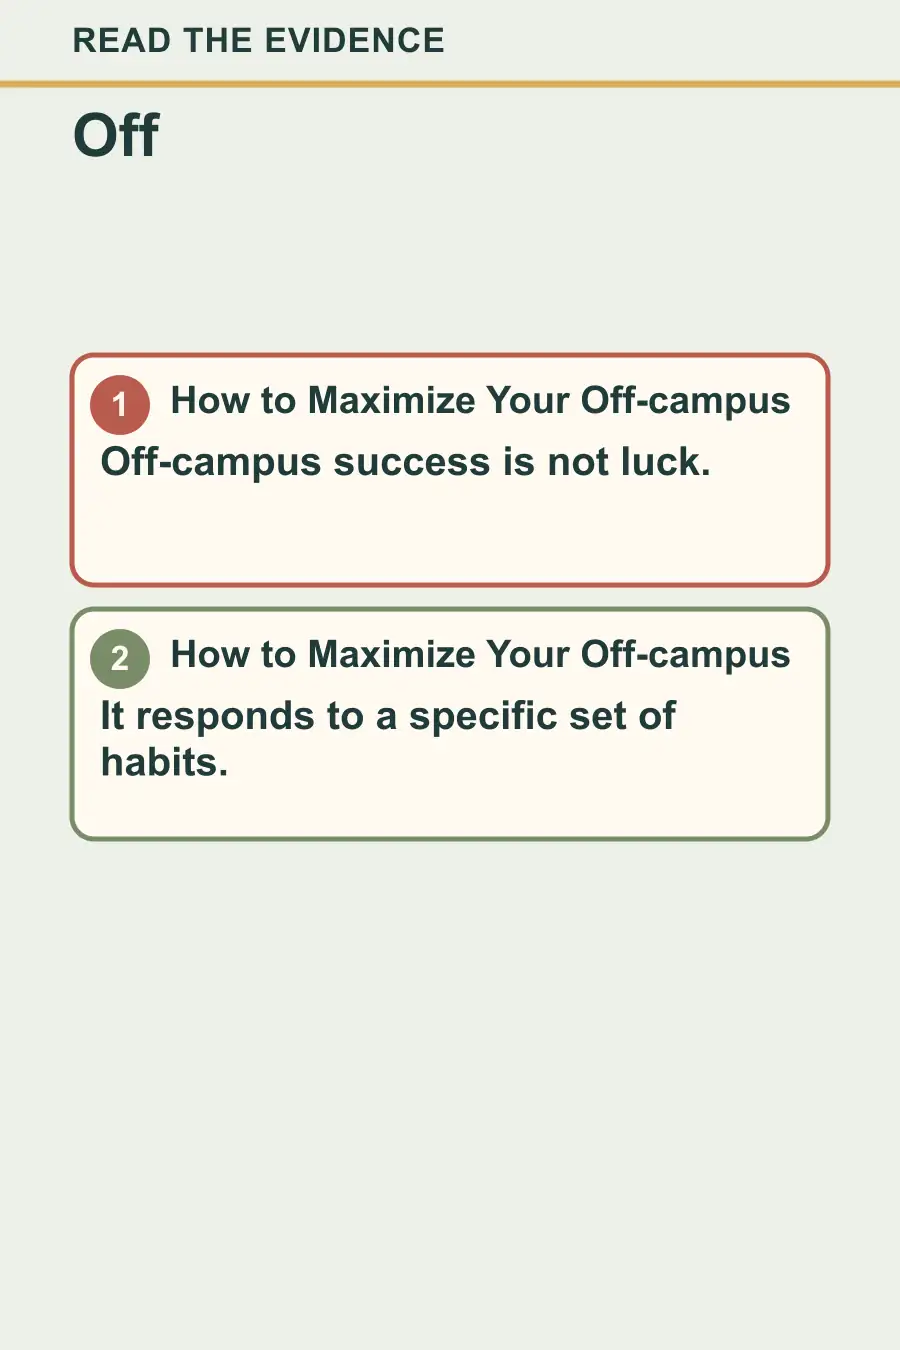 READ THE EVIDENCE
Off
1 How to Maximize Your Off-campus
Off-campus success is not luck.
2 How to Maximize Your Off-campus
It responds to a specific set of
habits.